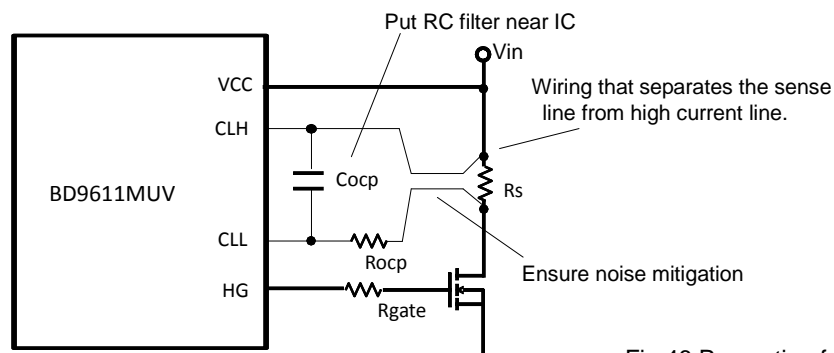 Put RC filter near IC
Vin
VCC
Wiring that separates the sense
line from high current line.
CLH
Cocp
Rs
BD9611MUV
CLL
Rocp
Ensure noise mitigation
HG
Rgate